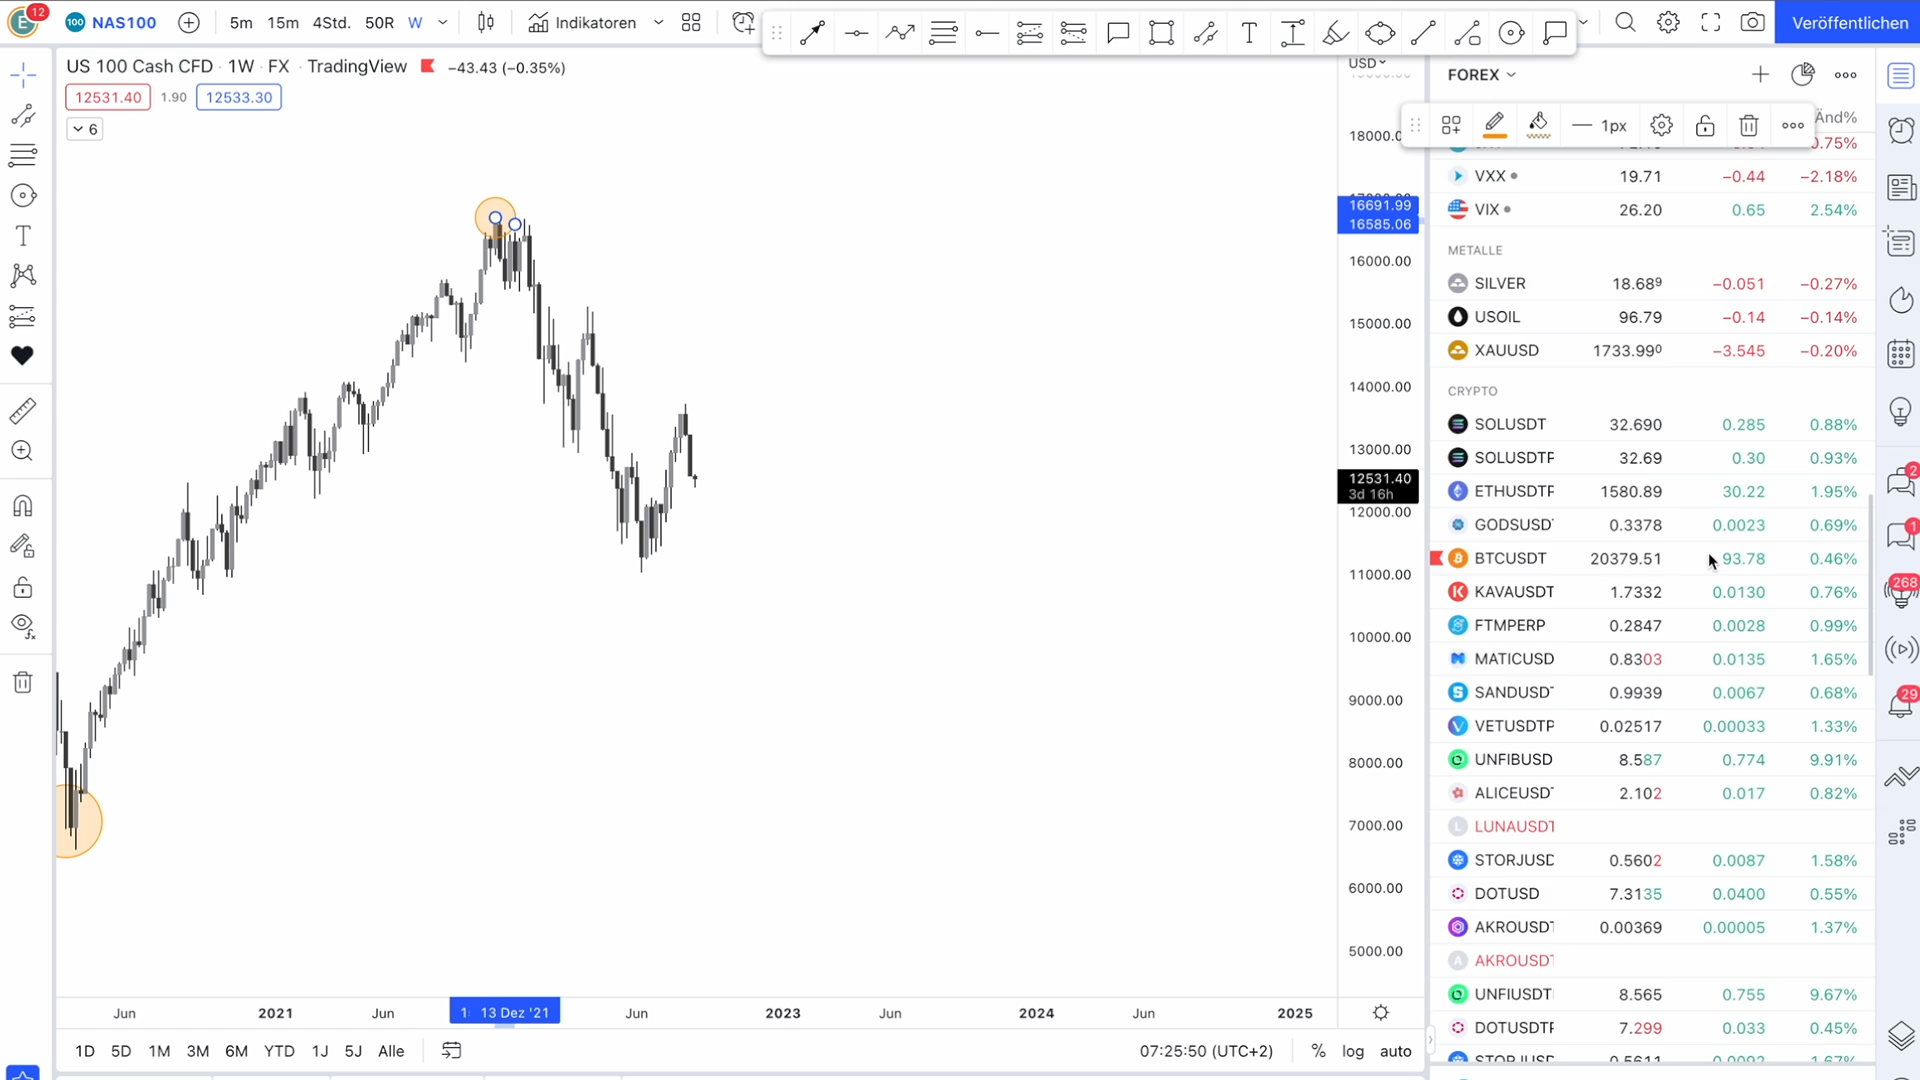 E 12 100 NAS100 5m 15m 4Std. 50R W Indikatoren T Veröffentlichen
US 100 Cash CFD · 1W · FX · TradingView −43.43 (−0.35%)
12531.40 1.90 12533.30
6
USD
18000.00
16691.99
16585.06
16000.00
15000.00
14000.00
13000.00
12531.40
3d 16h
12000.00
11000.00
10000.00
9000.00
8000.00
7000.00
6000.00
5000.00
Jun 2021 Jun 13 Dez '21 Jun 2023 Jun 2024 Jun 2025
1D 5D 1M 3M 6M YTD 1J 5J Alle 07:25:50 (UTC+2) % log auto
FOREX
1px
Änd%
VXX 19.71 −0.44 −2.18%
VIX 26.20 0.65 2.54%
METALLE
SILVER 18.689 −0.051 −0.27%
USOIL 96.79 −0.14 −0.14%
XAUUSD 1733.990 −3.545 −0.20%
CRYPTO
SOLUSDT 32.690 0.285 0.88%
SOLUSDTP 32.69 0.30 0.93%
ETHUSDTP 1580.89 30.22 1.95%
GODSUSD 0.3378 0.0023 0.69%
BTCUSDT 20379.51 93.78 0.46%
KAVAUSDT 1.7332 0.0130 0.76%
FTMPERP 0.2847 0.0028 0.99%
MATICUSD 0.8303 0.0135 1.65%
SANDUSD 0.9939 0.0067 0.68%
VETUSDTP 0.02517 0.00033 1.33%
UNFIBUSD 8.587 0.774 9.91%
ALICEUSD 2.102 0.017 0.82%
LUNAUSDT
STORJUSD 0.5602 0.0087 1.58%
DOTUSD 7.3135 0.0400 0.55%
AKROUSDT 0.00369 0.00005 1.37%
AKROUSDT
UNFIUSDT 8.565 0.755 9.67%
DOTUSDTP 7.299 0.033 0.45%
2
1
268
29